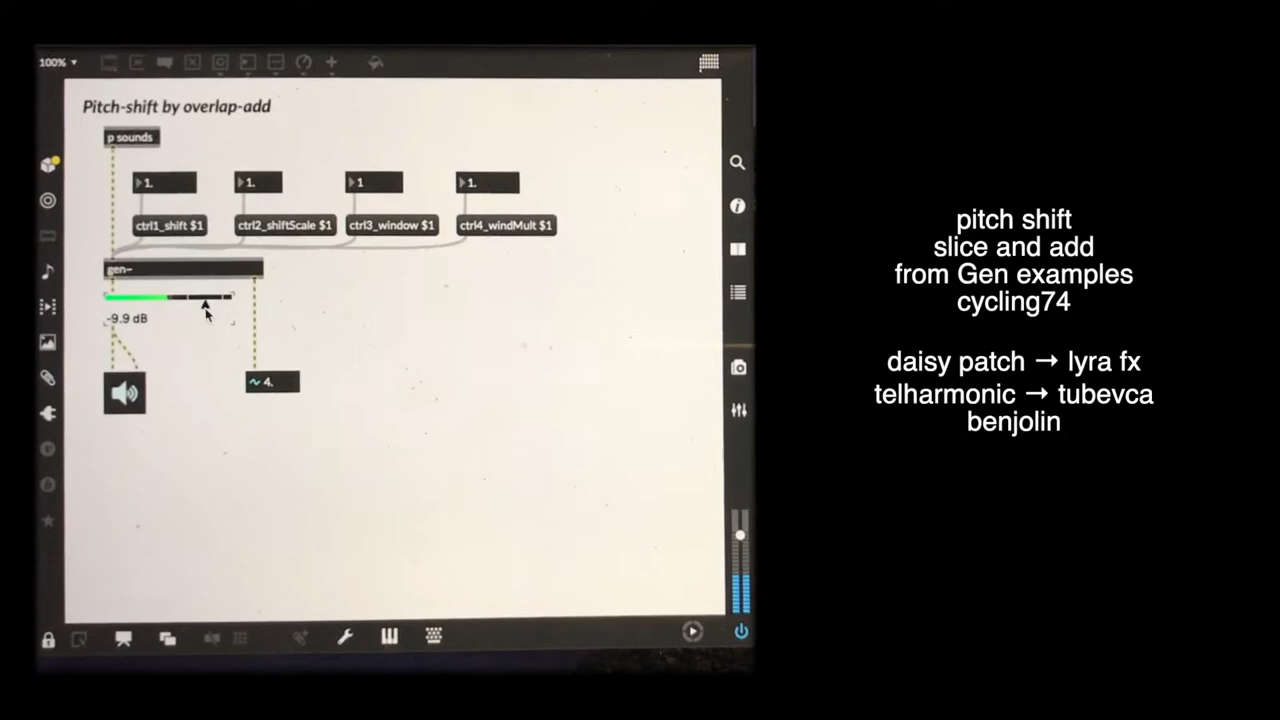 100%
Pitch-shift by overlap-add
p sounds
1.
1.
1
1.
ctrl1_shift $1
ctrl2_shiftScale $1
ctrl3_window $1
ctrl4_windMult $1
gen~
-9.9 dB
4.
pitch shift
slice and add
from Gen examples
cycling74
daisy patch → lyra fx
telharmonic → tubevca
benjolin